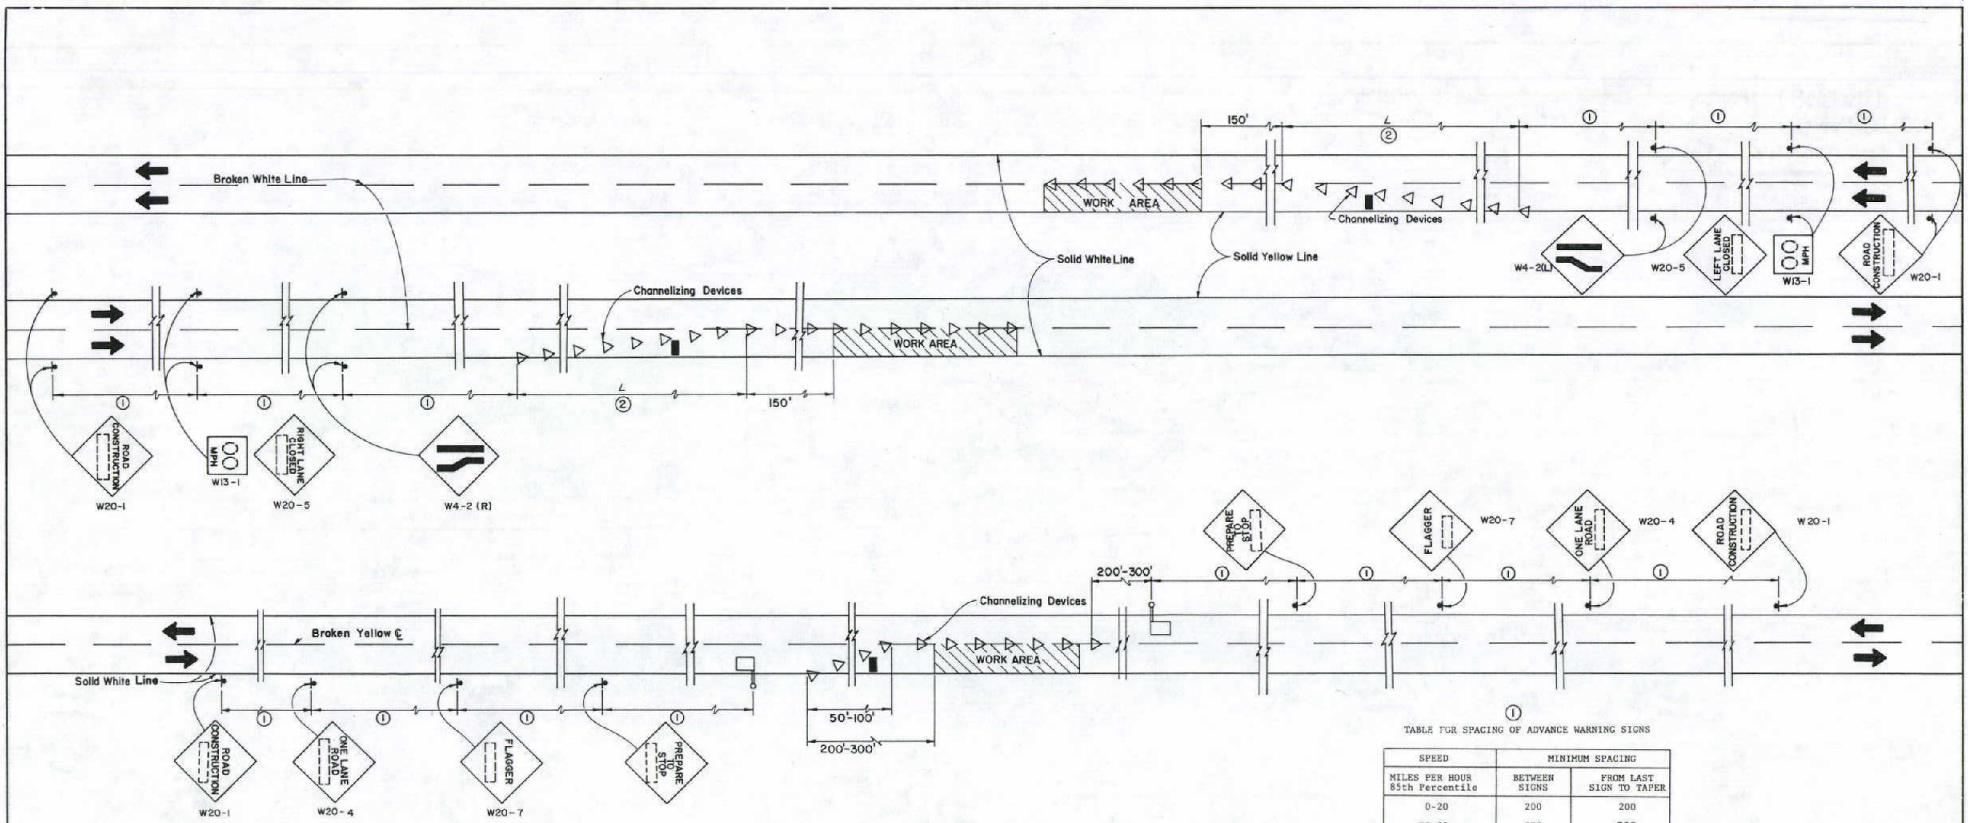 150'
L
②
①
①
①
Broken White Line
WORK AREA
Channelizing Devices
Solid White Line
Solid Yellow Line
W4-2(L)
W20-5
LEFT LANE
CLOSED
00
MPH
W13-1
ROAD
CONSTRUCTION
W20-1
Channelizing Devices
WORK AREA
①
①
①
L
②
150'
ROAD
CONSTRUCTION
W20-1
00
MPH
W13-1
RIGHT LANE
CLOSED
W20-5
W4-2 (R)
PREPARE
TO
STOP
FLAGGER
W20-7
ONE LANE
ROAD
W20-4
ROAD
CONSTRUCTION
W20-1
200'-300'
①
①
①
①
Channelizing Devices
Broken Yellow ℄
WORK AREA
Solid White Line
①
①
①
①
50'-100'
200'-300'
ROAD
CONSTRUCTION
W20-1
ONE LANE
ROAD
W20-4
FLAGGER
W20-7
PREPARE
TO
STOP
①
TABLE FOR SPACING OF ADVANCE WARNING SIGNS
SPEED MINIMUM SPACING
MILES PER HOUR BETWEEN FROM LAST
85th Percentile SIGNS SIGN TO TAPER
0-20 200 200